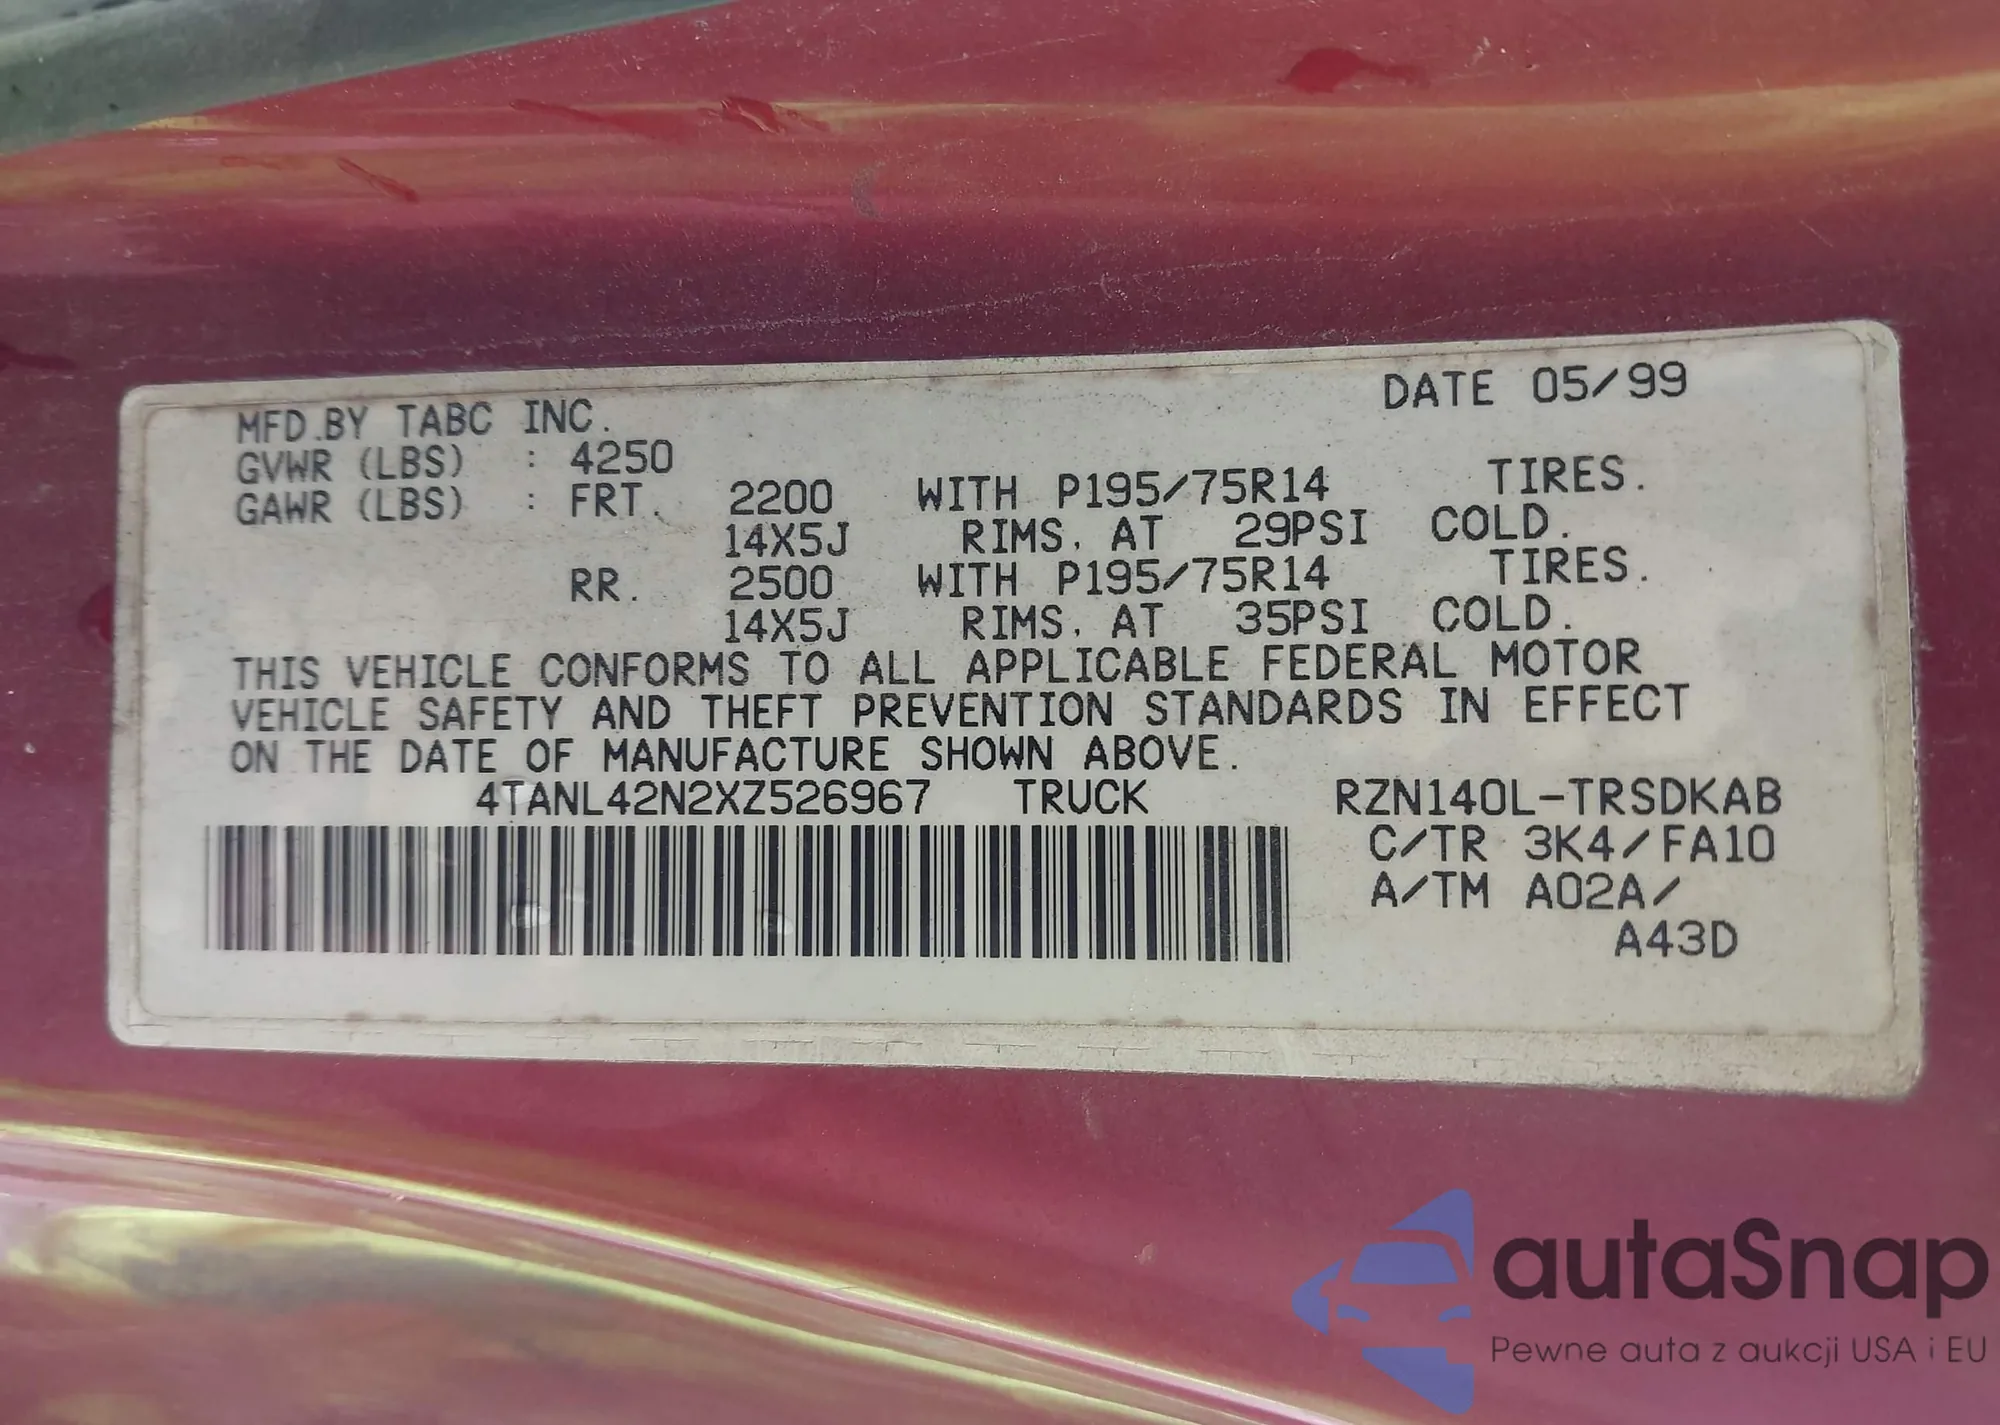 DATE 05/99
MFD.BY TABC INC.
GVWR (LBS) : 4250
GAWR (LBS) : FRT. 2200 WITH P195/75R14 TIRES.
14X5J RIMS, AT 29PSI COLD.
RR. 2500 WITH P195/75R14 TIRES.
14X5J RIMS, AT 35PSI COLD.
THIS VEHICLE CONFORMS TO ALL APPLICABLE FEDERAL MOTOR
VEHICLE SAFETY AND THEFT PREVENTION STANDARDS IN EFFECT
ON THE DATE OF MANUFACTURE SHOWN ABOVE.
4TANL42N2XZ526967 TRUCK RZN140L-TRSDKAB
C/TR 3K4/FA10
A/TM A02A/
A43D
autaSnap
Pewne auta z aukcji USA i EU